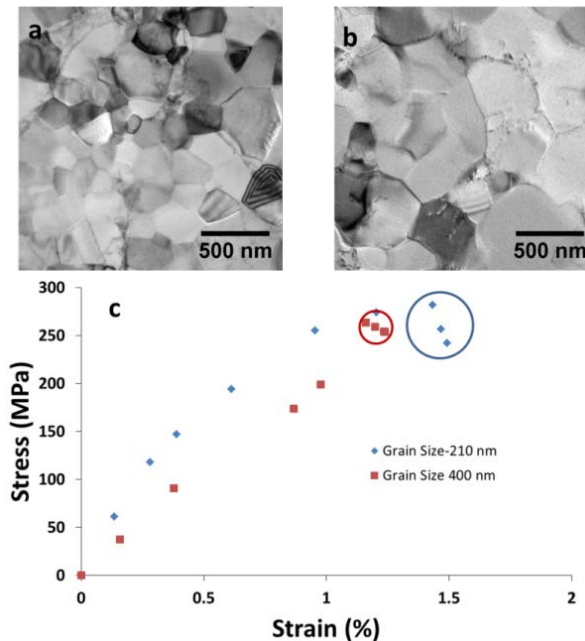 a
500 nm
b
500 nm
c
300
250
200
150
100
50
0
Stress (MPa)
Grain Size-210 nm
Grain Size 400 nm
0
0.5
1
1.5
2
Strain (%)